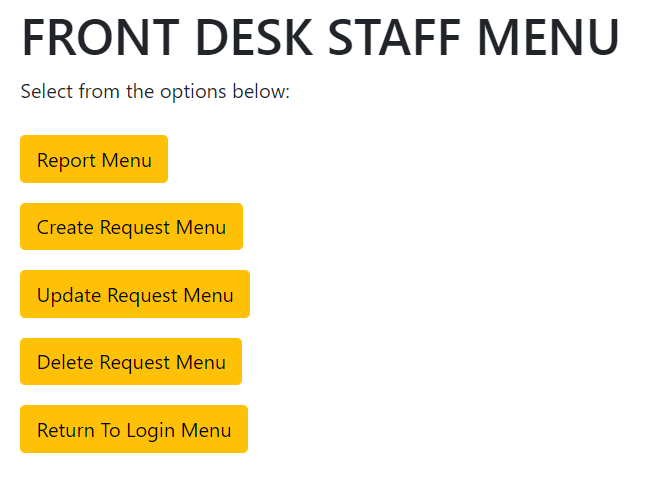 FRONT DESK STAFF MENU
Select from the options below:
Report Menu
Create Request Menu
Update Request Menu
Delete Request Menu
Return To Login Menu